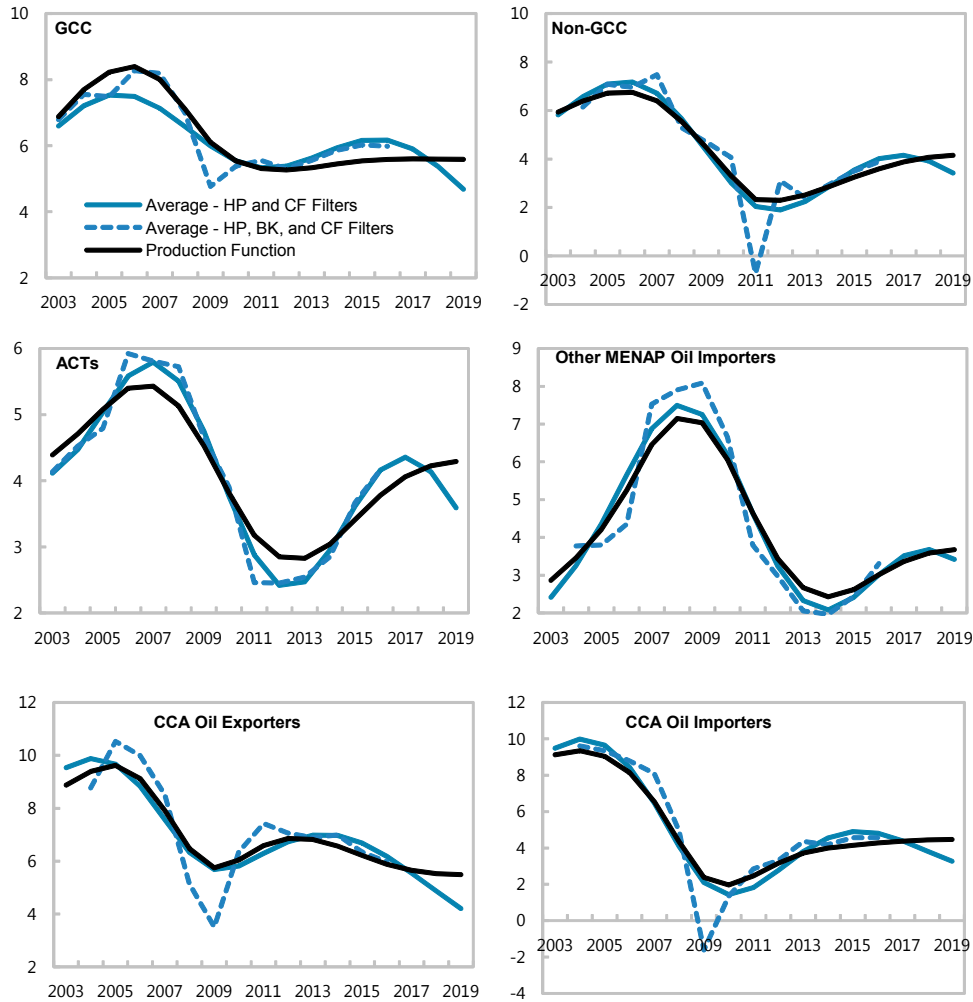 GCC
10
8
6
4
2
Average - HP and CF Filters
Average - HP, BK, and CF Filters
Production Function
2003 2005 2007 2009 2011 2013 2015 2017 2019
Non-GCC
10
8
6
4
2
0
-2
2003 2005 2007 2009 2011 2013 2015 2017 2019
ACTs
6
5
4
3
2
2003 2005 2007 2009 2011 2013 2015 2017 2019
Other MENAP Oil Importers
9
8
7
6
5
4
3
2
2003 2005 2007 2009 2011 2013 2015 2017 2019
CCA Oil Exporters
12
10
8
6
4
2
2003 2005 2007 2009 2011 2013 2015 2017 2019
CCA Oil Importers
12
10
8
6
4
2
0
-2
-4
2003 2005 2007 2009 2011 2013 2015 2017 2019